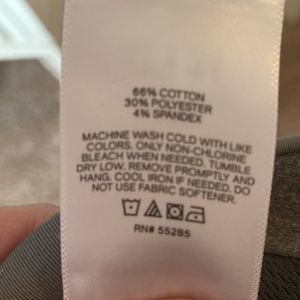 66% COTTON
30% POLYESTER
4% SPANDEX
MACHINE WASH COLD WITH LIKE
COLORS. ONLY NON-CHLORINE
BLEACH WHEN NEEDED. TUMBLE
DRY LOW. REMOVE PROMPTLY AND
HANG. COOL IRON IF NEEDED. DO
NOT USE FABRIC SOFTENER.
RN# 55285